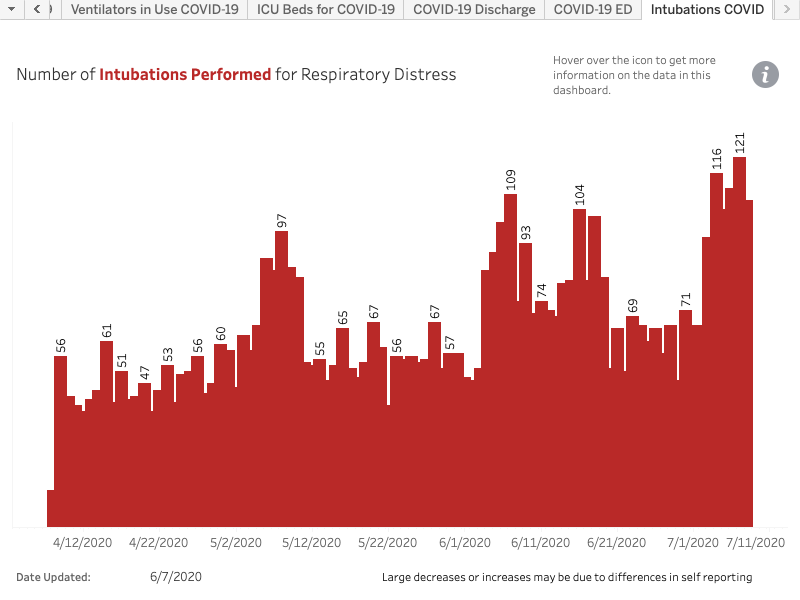 Ventilators in Use COVID-19 ICU Beds for COVID-19 COVID-19 Discharge COVID-19 ED Intubations COVID
Number of Intubations Performed for Respiratory Distress
Hover over the icon to get more
information on the data in this
dashboard.
i
56
61
51
47
53
56
60
97
55
65
67
56
67
57
109
93
74
104
69
71
116
121
4/12/2020 4/22/2020 5/2/2020 5/12/2020 5/22/2020 6/1/2020 6/11/2020 6/21/2020 7/1/2020 7/11/2020
Date Updated: 6/7/2020 Large decreases or increases may be due to differences in self reporting